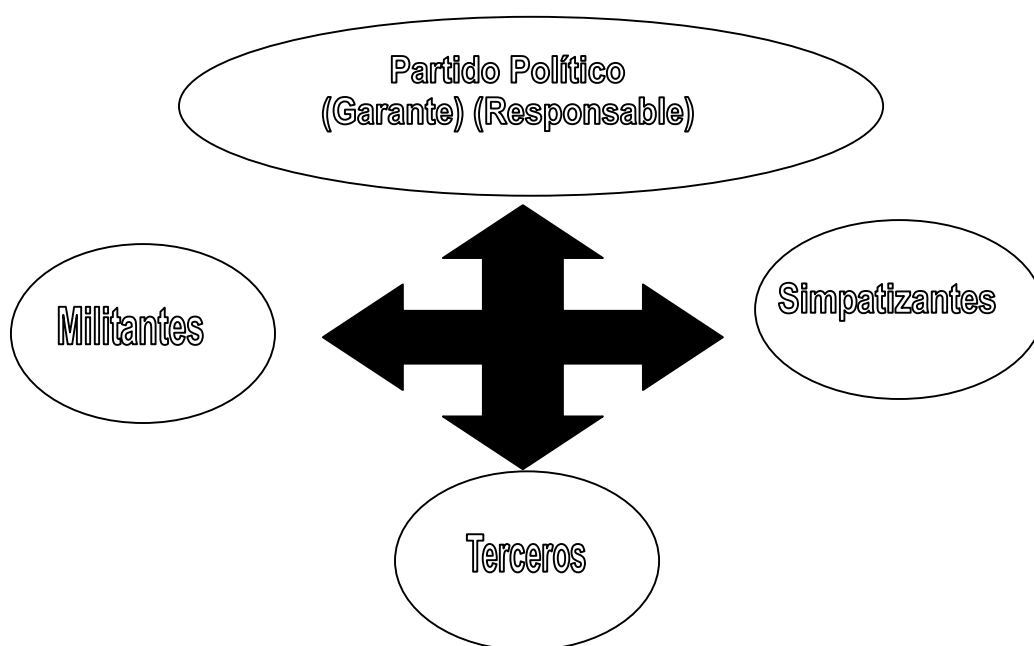 Partido Político
(Garante) (Responsable)
Militantes
Simpatizantes
Terceros